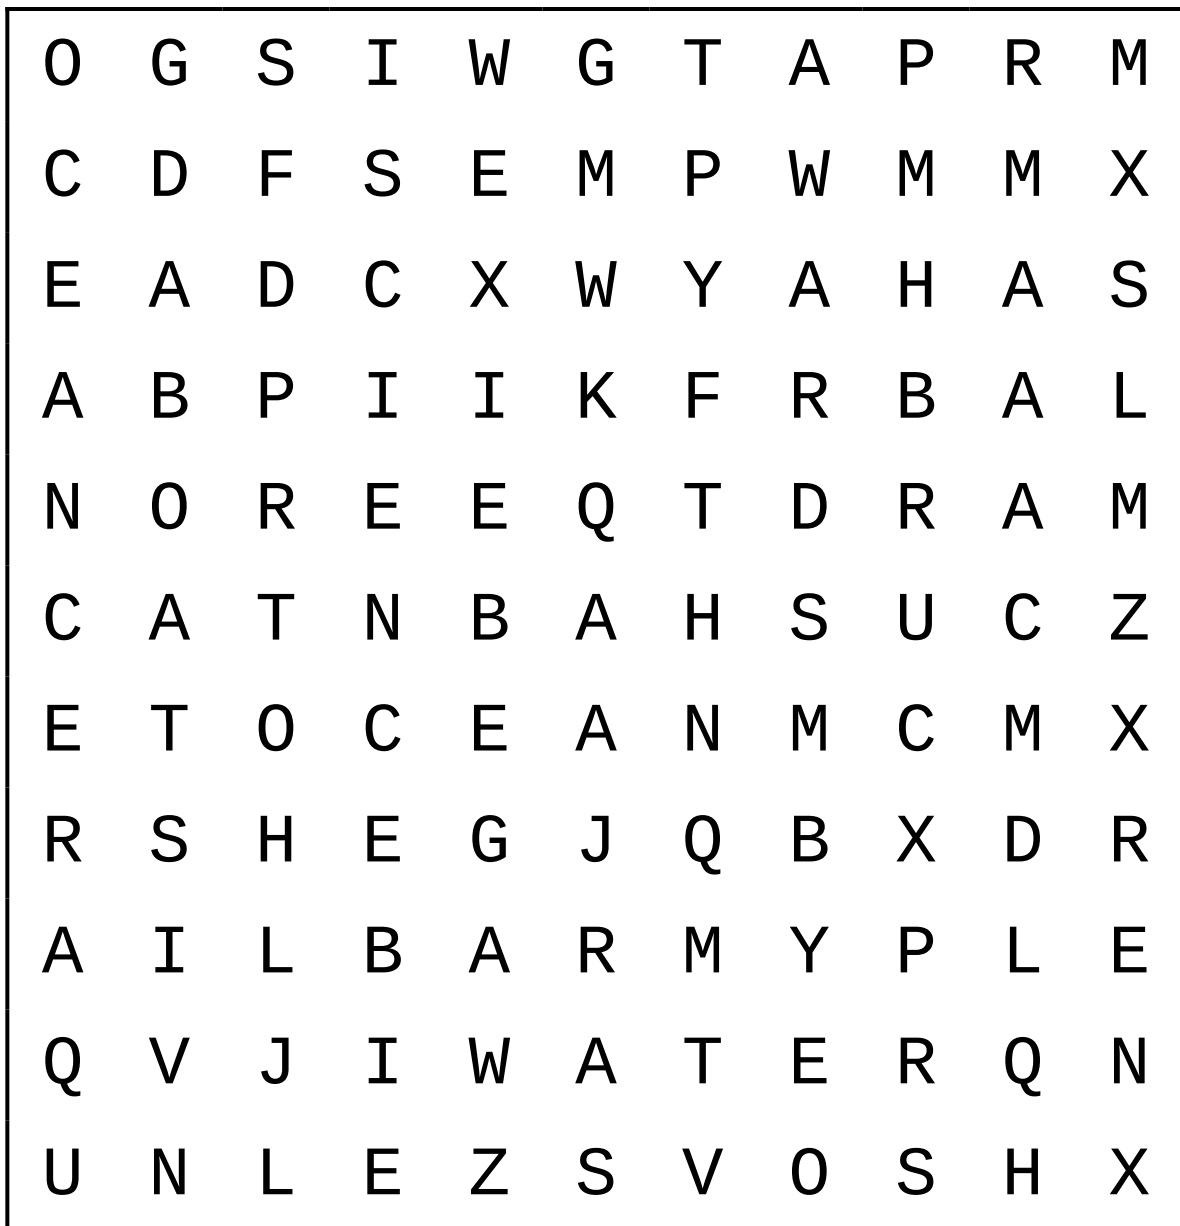 O G S I W G T A P R M
C D F S E M P W M M X
E A D C X W Y A H A S
A B P I I K F R B A L
N O R E E Q T D R A M
C A T N B A H S U C Z
E T O C E A N M C M X
R S H E G J Q B X D R
A I L B A R M Y P L E
Q V J I W A T E R Q N
U N L E Z S V O S H X